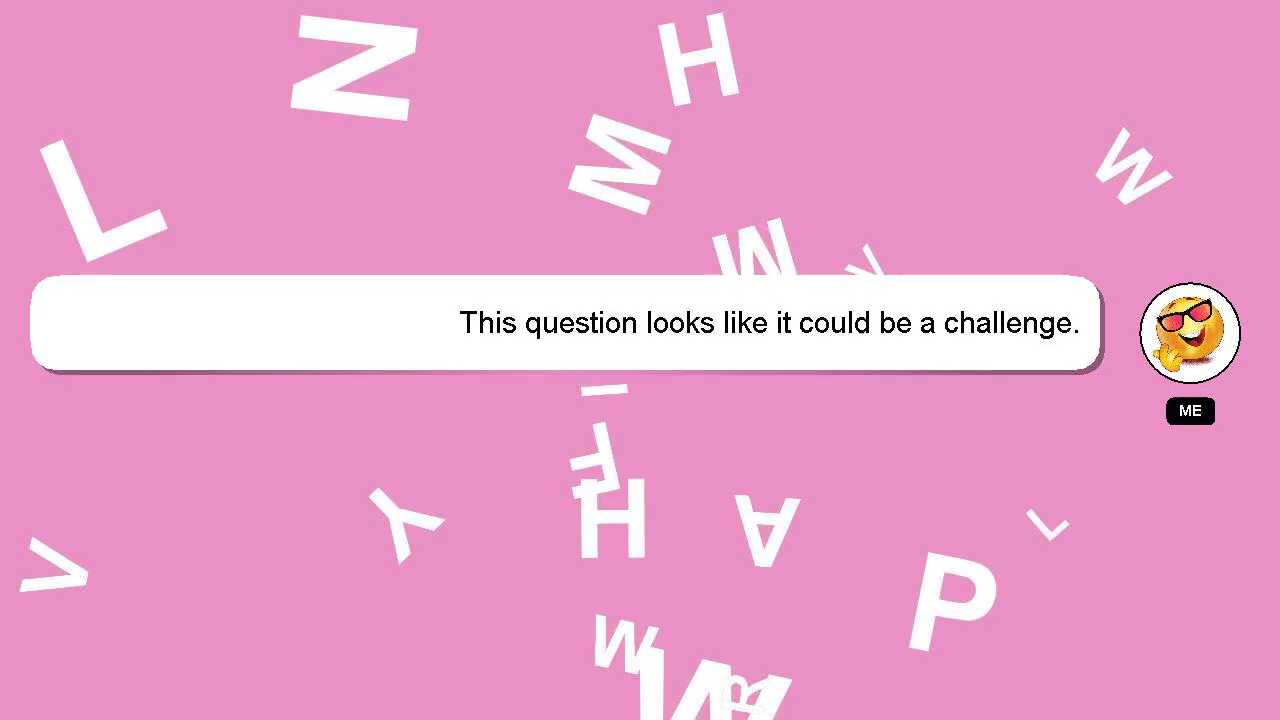 Z
H
M
L
W
W
V
This question looks like it could be a challenge.
ME
I
F
H
A
Y
L
V
P
W
W
R